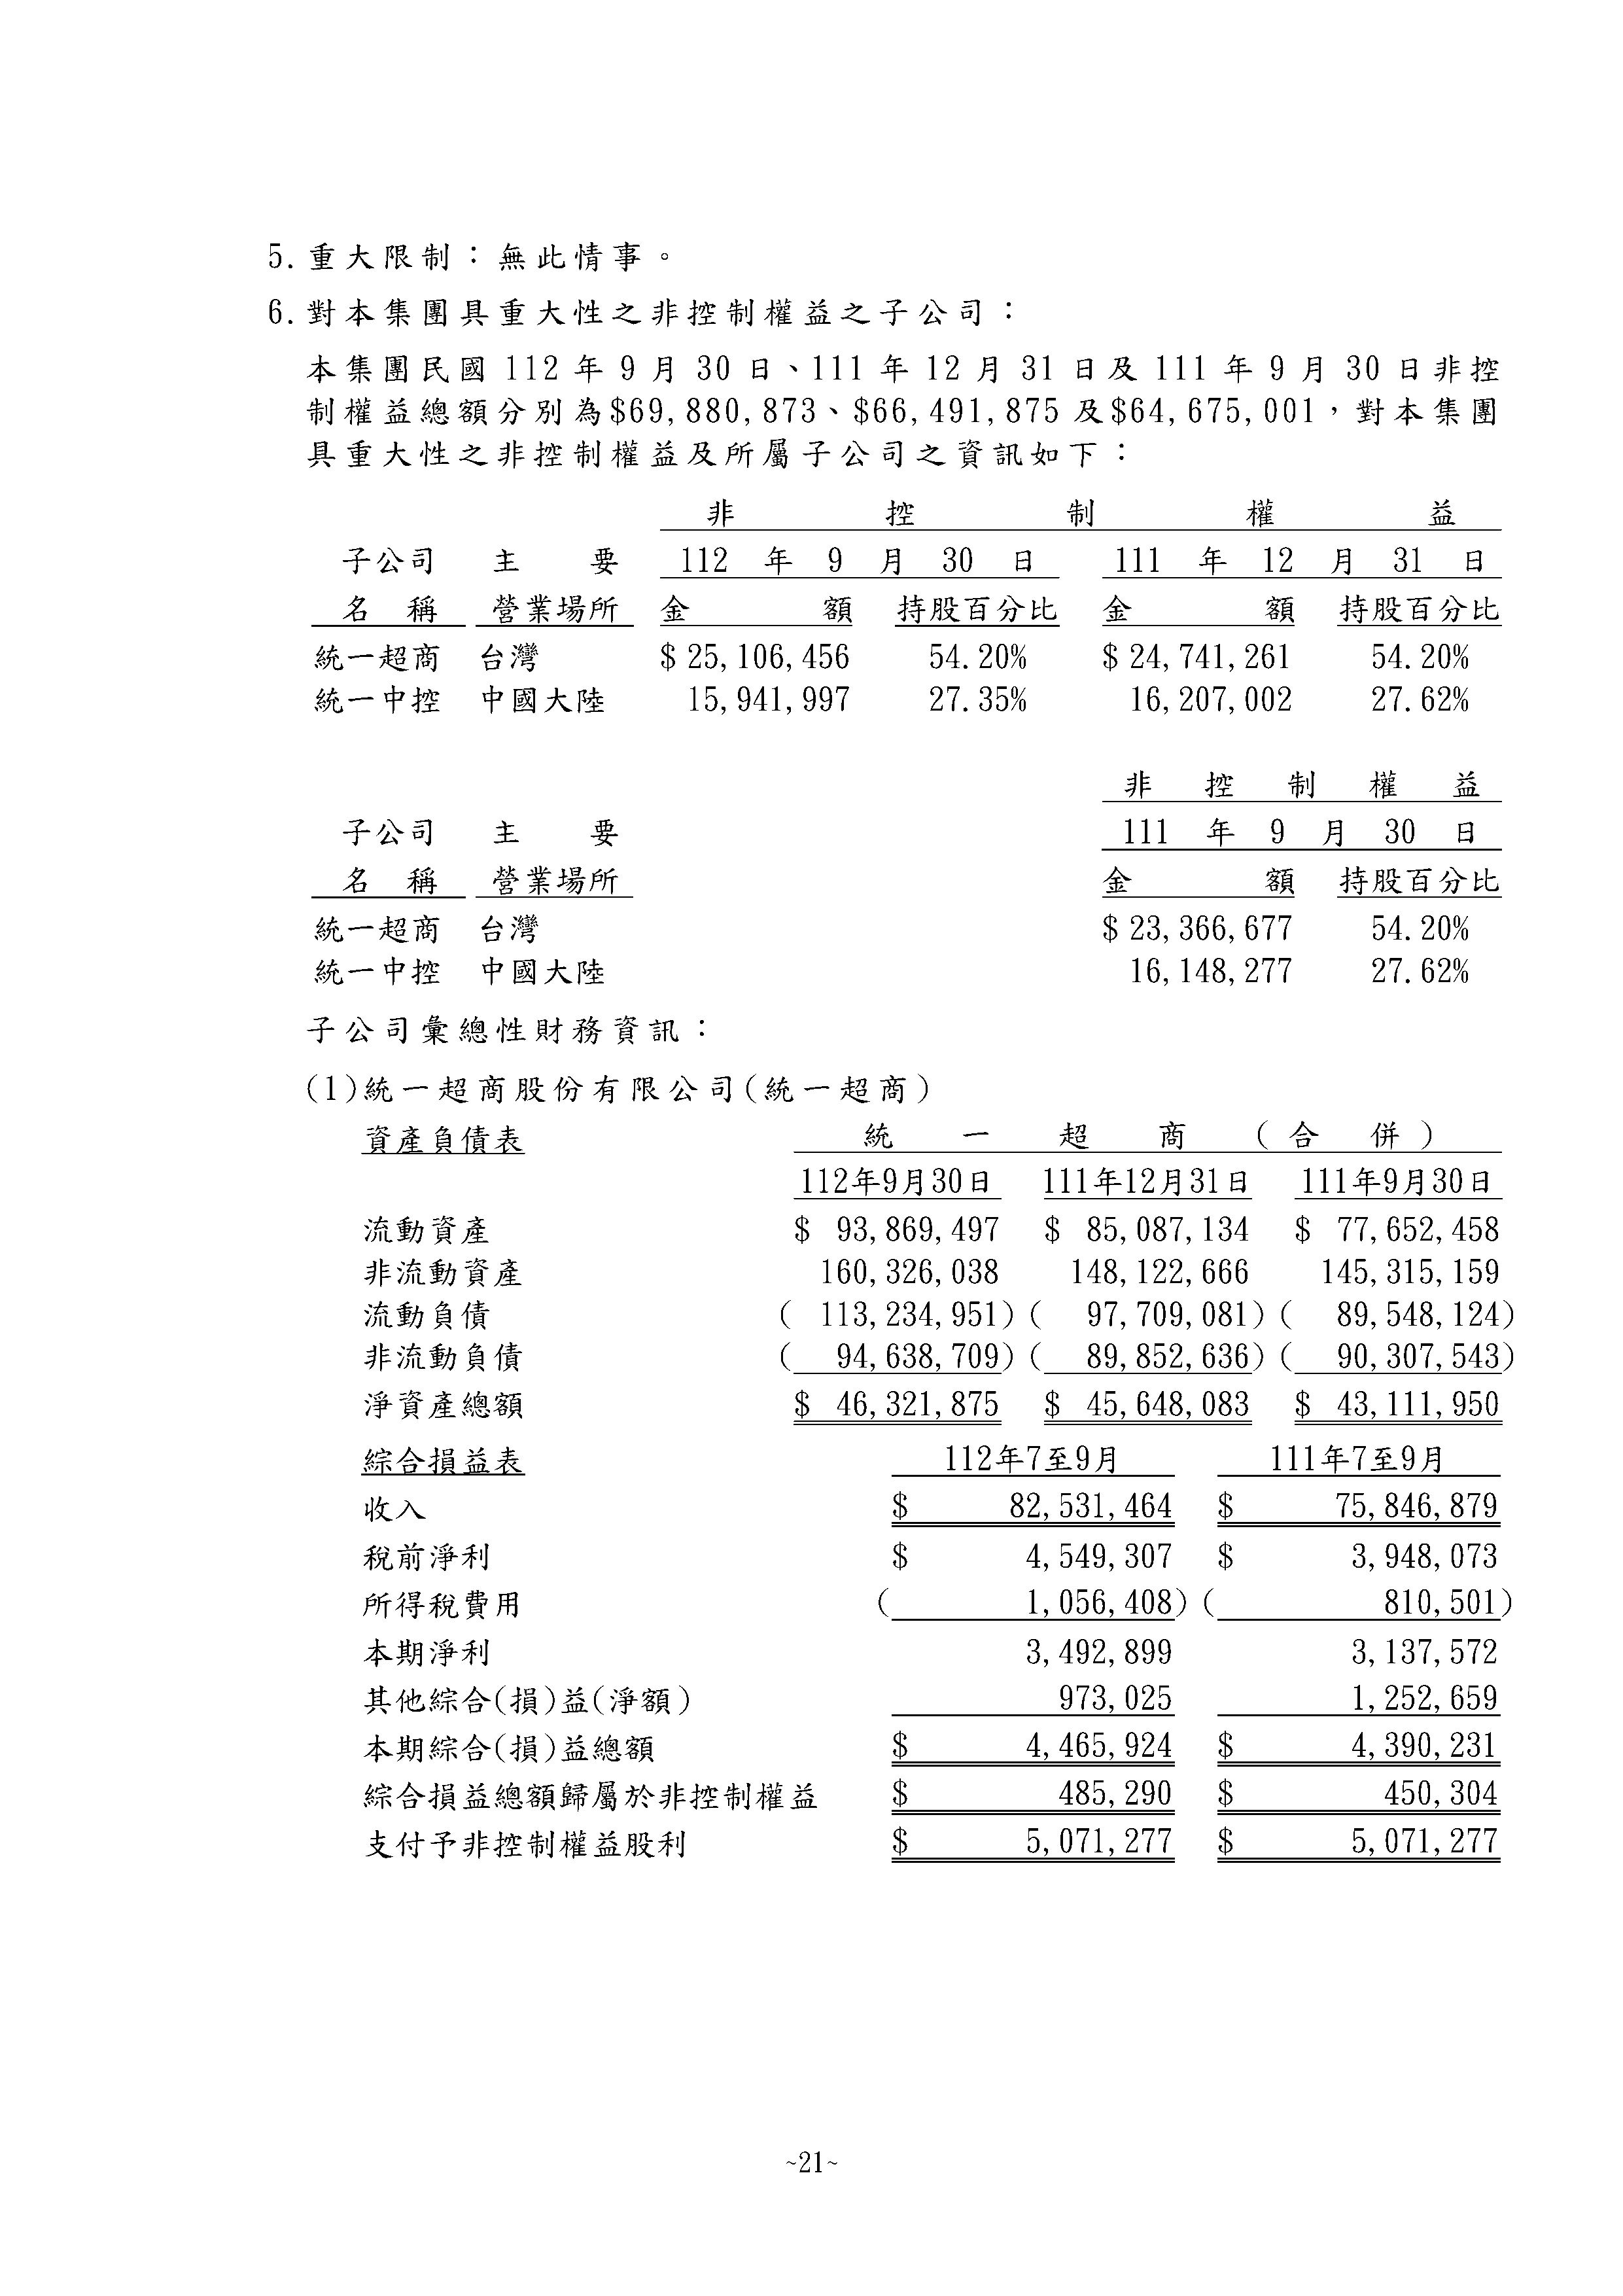 5.重大限制：無此情事。
6.對本集團具重大性之非控制權益之子公司：
本集團民國 112 年 9 月 30 日、111 年 12 月 31 日及 111 年 9 月 30 日非控
制權益總額分別為$69,880,873、$66,491,875 及$64,675,001，對本集團
具重大性之非控制權益及所屬子公司之資訊如下：
非 控 制 權 益
子公司 主 要 112 年 9 月 30 日 111 年 12 月 31 日
名 稱 營業場所 金 額 持股百分比 金 額 持股百分比
統一超商 台灣 $ 25,106,456 54.20% $ 24,741,261 54.20%
統一中控 中國大陸 15,941,997 27.35% 16,207,002 27.62%
非 控 制 權 益
子公司 主 要 111 年 9 月 30 日
名 稱 營業場所 金 額 持股百分比
統一超商 台灣 $ 23,366,677 54.20%
統一中控 中國大陸 16,148,277 27.62%
子公司彙總性財務資訊：
(1)統一超商股份有限公司(統一超商)
資產負債表 統 一 超 商 ( 合 併 )
112年9月30日 111年12月31日 111年9月30日
流動資產 $ 93,869,497 $ 85,087,134 $ 77,652,458
非流動資產 160,326,038 148,122,666 145,315,159
流動負債 ( 113,234,951) ( 97,709,081) ( 89,548,124)
非流動負債 ( 94,638,709) ( 89,852,636) ( 90,307,543)
淨資產總額 $ 46,321,875 $ 45,648,083 $ 43,111,950
綜合損益表 112年7至9月 111年7至9月
收入 $ 82,531,464 $ 75,846,879
稅前淨利 $ 4,549,307 $ 3,948,073
所得稅費用 ( 1,056,408) ( 810,501)
本期淨利 3,492,899 3,137,572
其他綜合(損)益(淨額) 973,025 1,252,659
本期綜合(損)益總額 $ 4,465,924 $ 4,390,231
綜合損益總額歸屬於非控制權益 $ 485,290 $ 450,304
支付予非控制權益股利 $ 5,071,277 $ 5,071,277
~21~